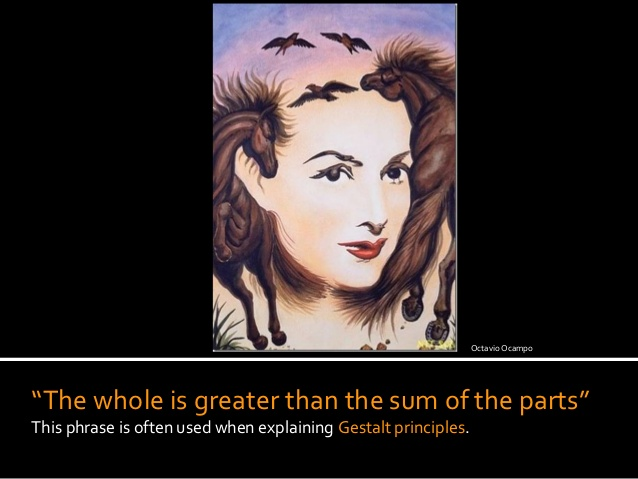 Octavio Ocampo
“The whole is greater than the sum of the parts”
This phrase is often used when explaining Gestalt principles.